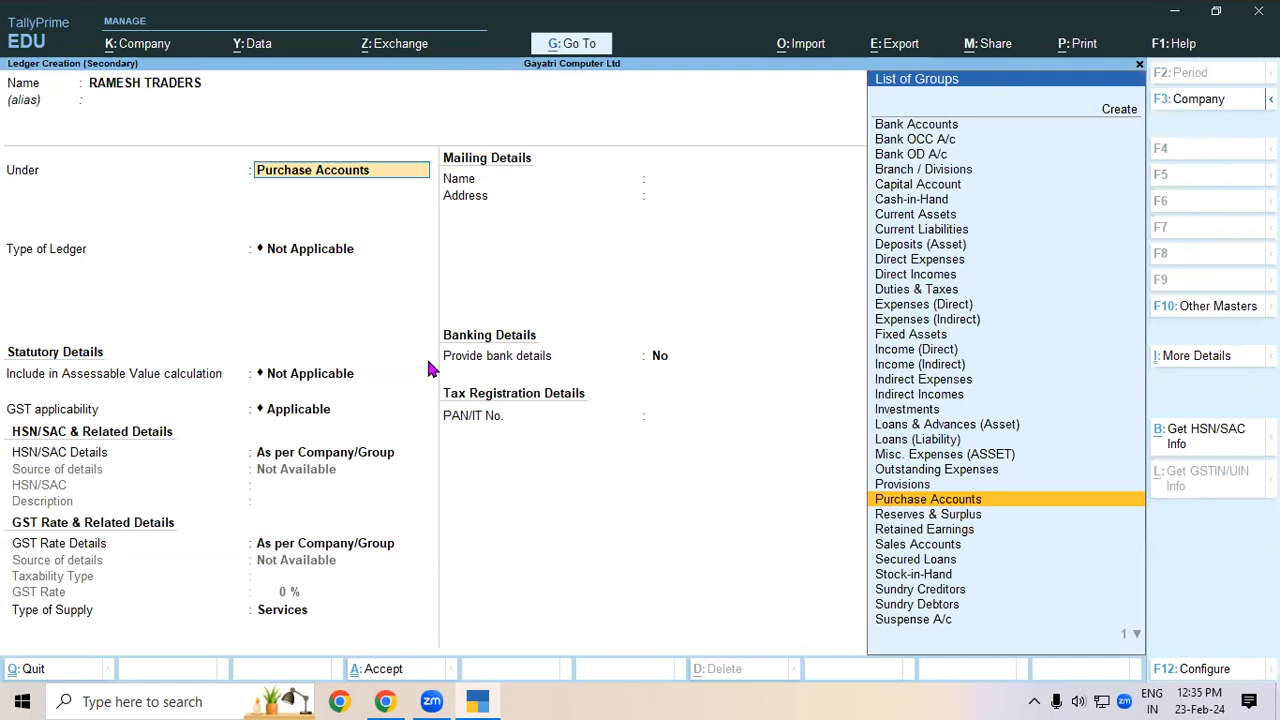 TallyPrime
EDU
MANAGE
K: Company
Y: Data
Z: Exchange
G: Go To
O: Import
E: Export
M: Share
P: Print
F1: Help
Ledger Creation (Secondary)
Gayatri Computer Ltd
Name : RAMESH TRADERS
(alias) :
Under : Purchase Accounts
Type of Ledger : ♦ Not Applicable
Statutory Details
Include in Assessable Value calculation : ♦ Not Applicable
GST applicability : ♦ Applicable
HSN/SAC & Related Details
HSN/SAC Details : As per Company/Group
Source of details : Not Available
HSN/SAC :
Description :
GST Rate & Related Details
GST Rate Details : As per Company/Group
Source of details : Not Available
Taxability Type :
GST Rate : 0 %
Type of Supply : Services
Mailing Details
Name :
Address :
Banking Details
Provide bank details : No
Tax Registration Details
PAN/IT No. :
List of Groups
Create
Bank Accounts
Bank OCC A/c
Bank OD A/c
Branch / Divisions
Capital Account
Cash-in-Hand
Current Assets
Current Liabilities
Deposits (Asset)
Direct Expenses
Direct Incomes
Duties & Taxes
Expenses (Direct)
Expenses (Indirect)
Fixed Assets
Income (Direct)
Income (Indirect)
Indirect Expenses
Indirect Incomes
Investments
Loans & Advances (Asset)
Loans (Liability)
Misc. Expenses (ASSET)
Outstanding Expenses
Provisions
Purchase Accounts
Reserves & Surplus
Retained Earnings
Sales Accounts
Secured Loans
Stock-in-Hand
Sundry Creditors
Sundry Debtors
Suspense A/c
1 ▼
F2: Period
F3: Company
F4
F5
F6
F7
F8
F9
F10: Other Masters
I: More Details
B: Get HSN/SAC
Info
L: Get GSTIN/UIN
Info
Q: Quit
A: Accept
D: Delete
F12: Configure
Type here to search
zm
zm
ENG
IN
12:35 PM
23-Feb-24